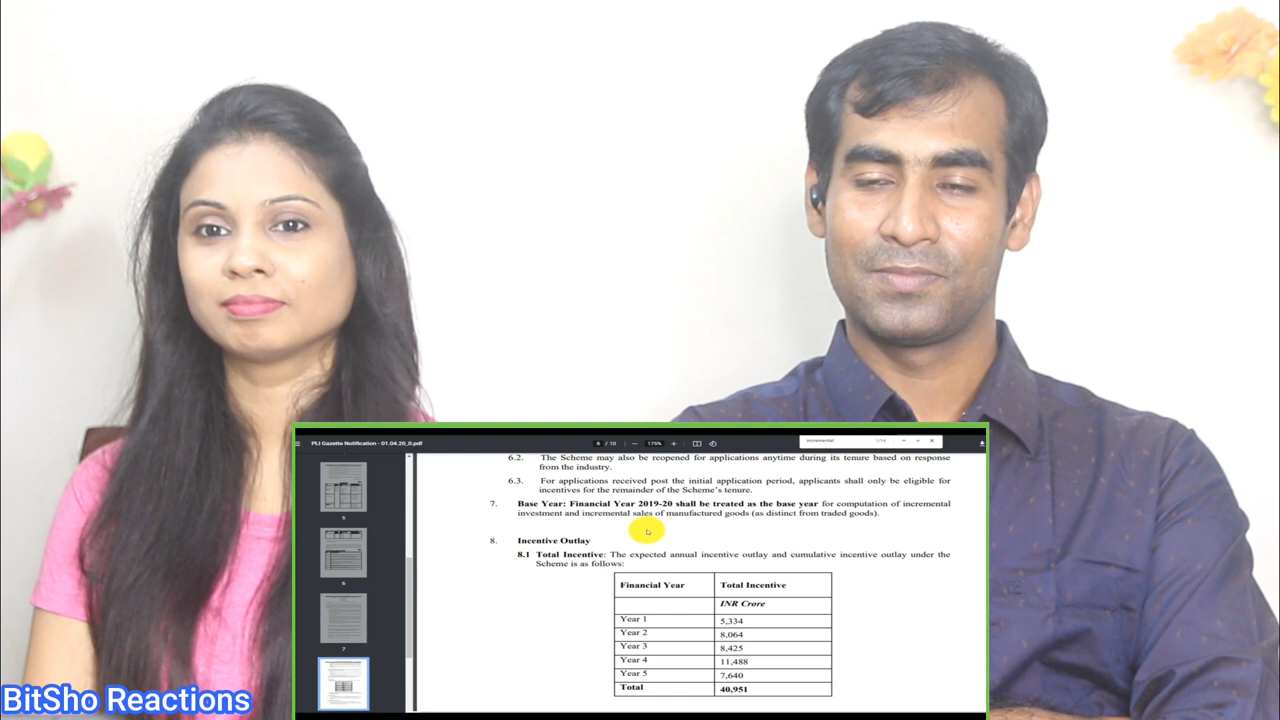 PLI Gazette Notification - 01.04.20_0.pdf
8 / 10
175%
incremental
1/14
6.2. The Scheme may also be reopened for applications anytime during its tenure based on response
from the industry.
6.3. For applications received post the initial application period, applicants shall only be eligible for
incentives for the remainder of the Scheme's tenure.
7. Base Year: Financial Year 2019-20 shall be treated as the base year for computation of incremental
investment and incremental sales of manufactured goods (as distinct from traded goods).
8. Incentive Outlay
8.1 Total Incentive: The expected annual incentive outlay and cumulative incentive outlay under the
Scheme is as follows:
Financial Year Total Incentive
INR Crore
Year 1 5,334
Year 2 8,064
Year 3 8,425
Year 4 11,488
Year 5 7,640
Total 40,951
5
6
7
BitSho Reactions